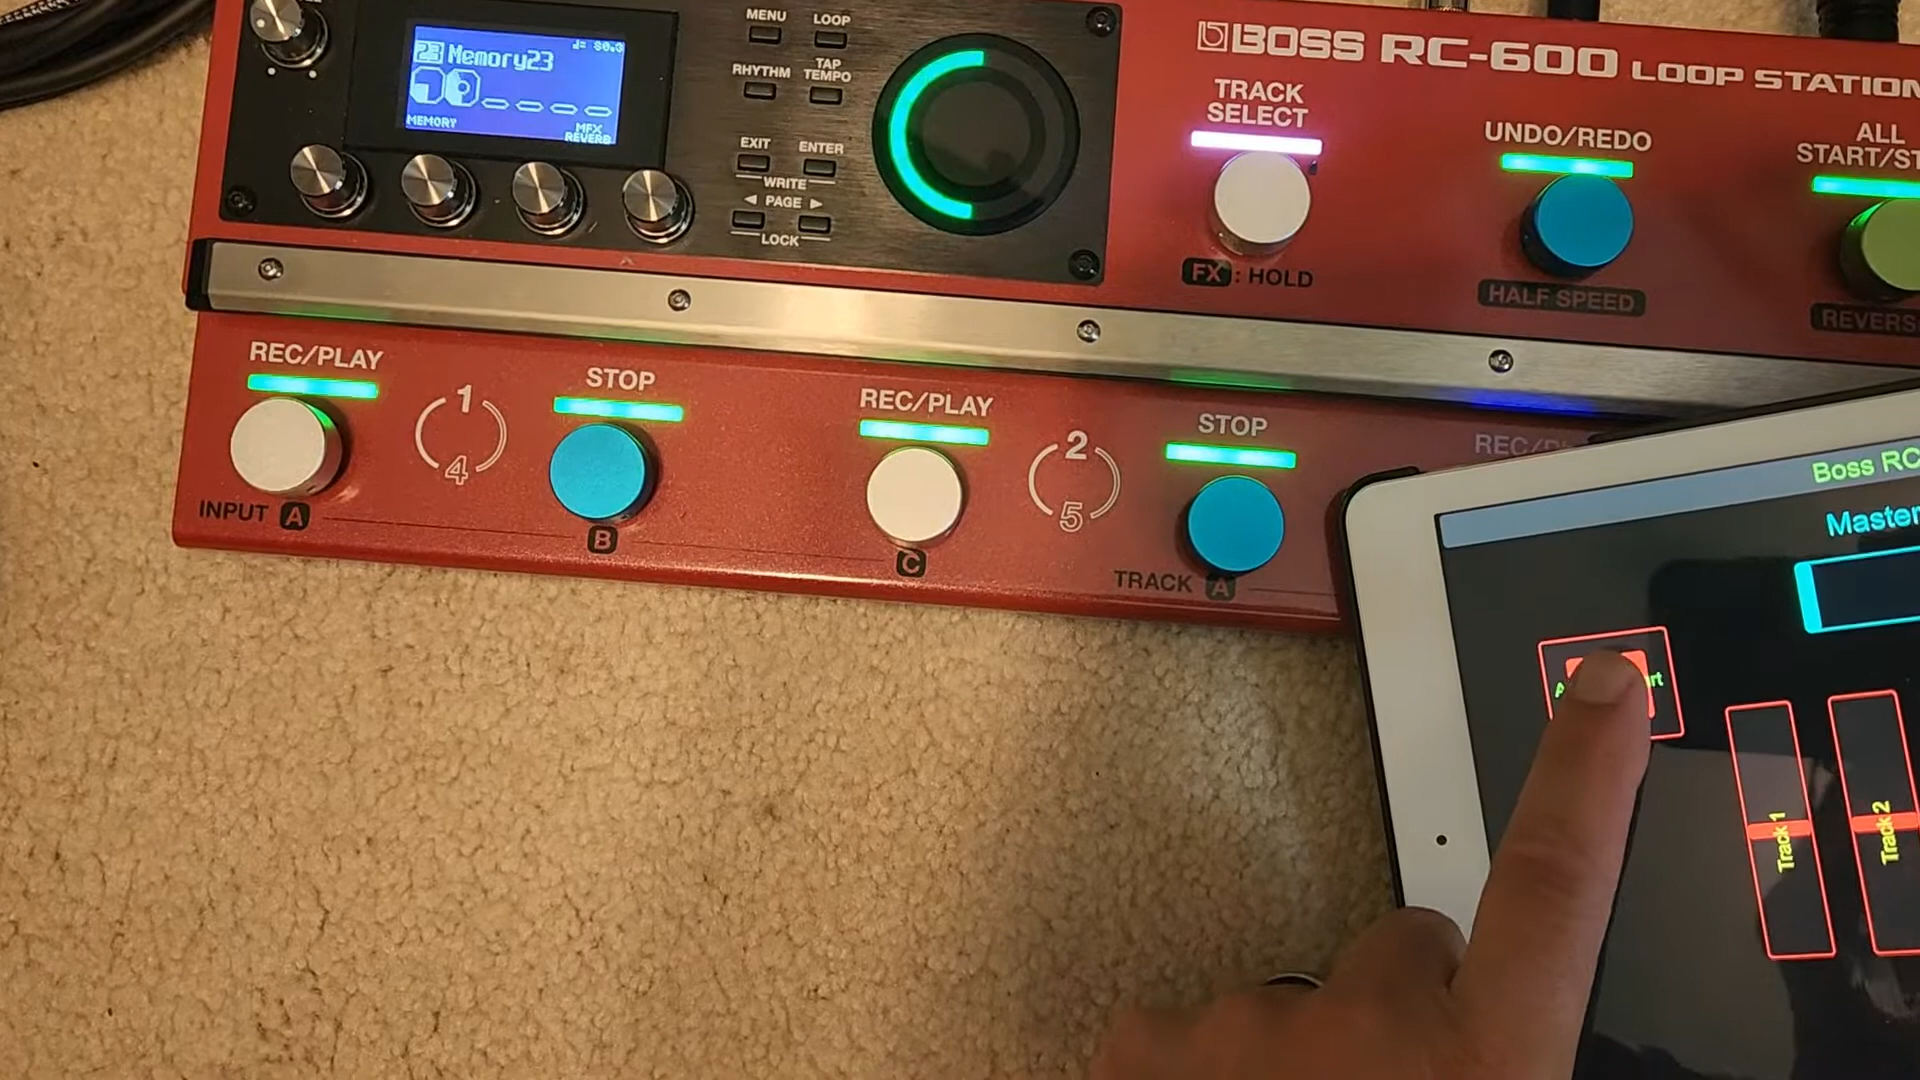 MENU
LOOP
RHYTHM
TAP
TEMPO
EXIT
ENTER
WRITE
PAGE
LOCK
23 Memory23
MEMORY
MFX
REVERB
BOSS RC-600 LOOP STATION
TRACK
SELECT
FX : HOLD
UNDO/REDO
HALF SPEED
ALL
REC/PLAY
1
4
STOP
REC/PLAY
2
5
STOP
INPUT A
B
C
TRACK A
Boss RC
Master
Track 1
Track 2